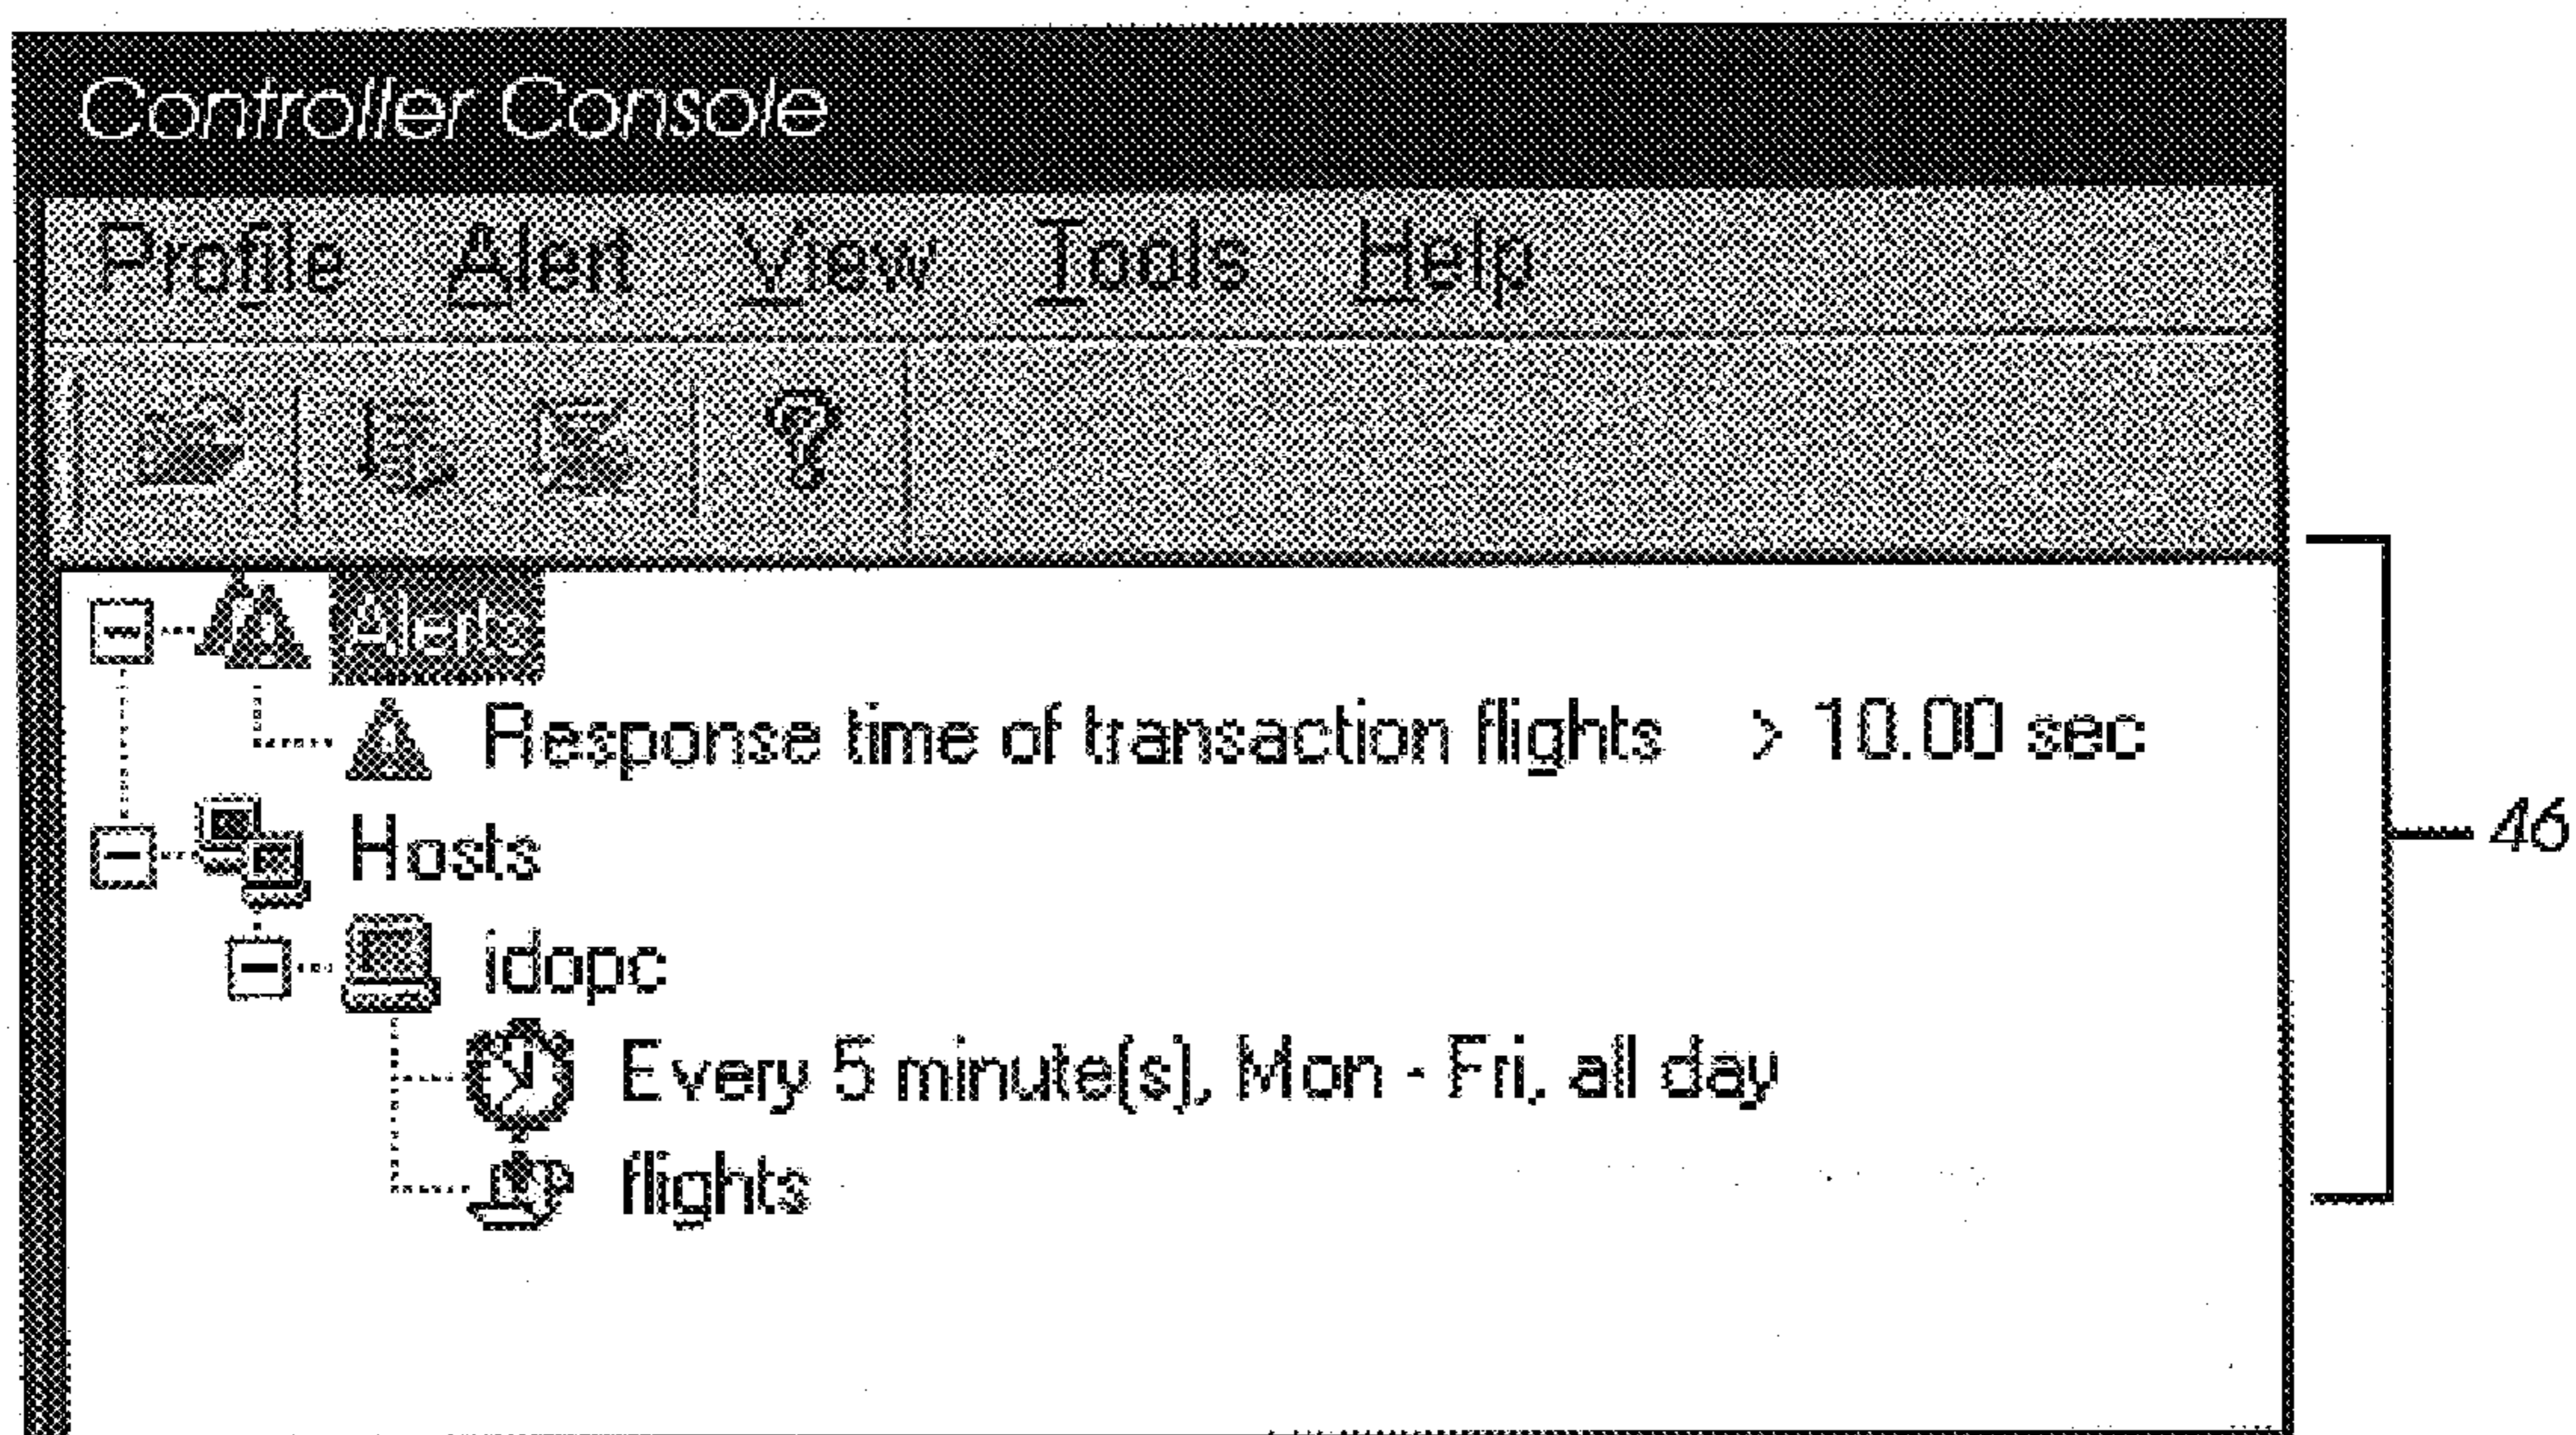 Controller Console
Profile Alert View Tools Help
Alerts
Response time of transaction flights > 10.00 sec
Hosts
46
idopc
Every 5 minute(s), Mon - Fri, all day
flights